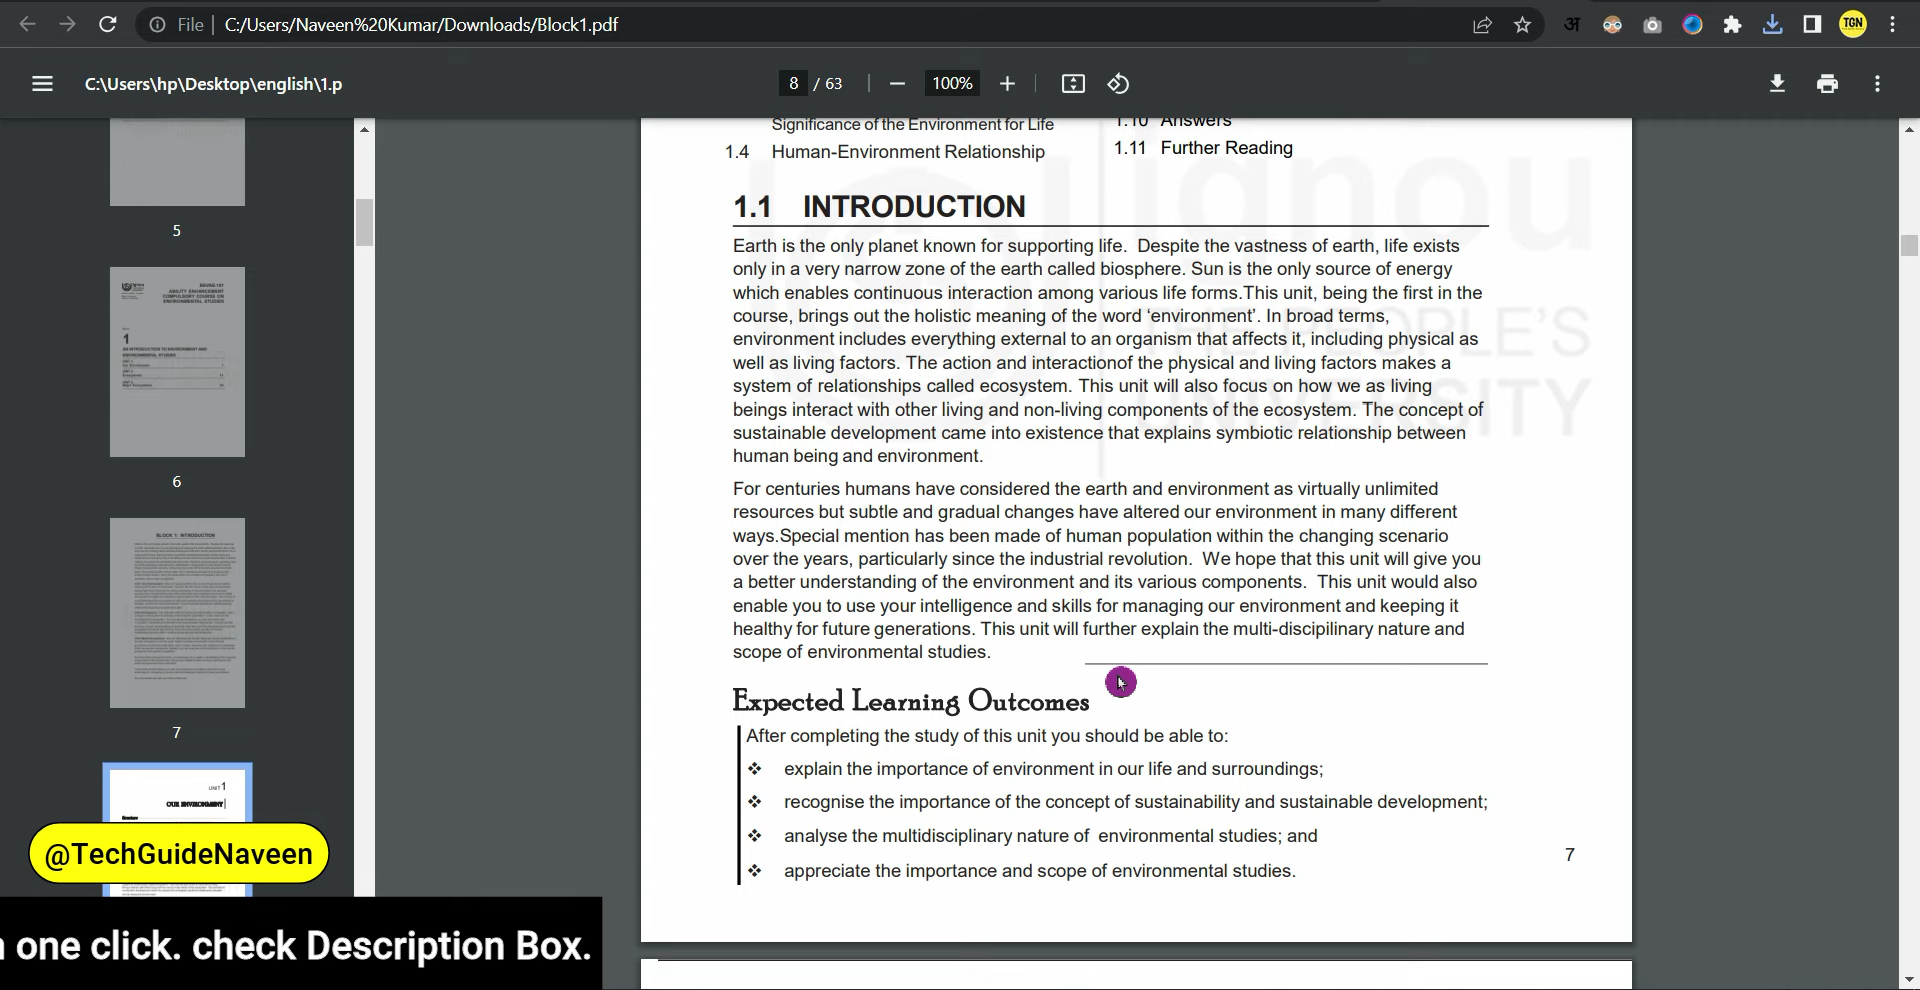 File C:/Users/Naveen%20Kumar/Downloads/Block1.pdf
TGN
C:\Users\hp\Desktop\english\1.p
8 / 63
100%
5
6
BLOCK 1: INTRODUCTION
7
UNIT 1
OUR ENVIRONMENT
Structure
@TechGuideNaveen
one click. check Description Box.
Significance of the Environment for Life
1.4 Human-Environment Relationship
1.10 Answers
1.11 Further Reading
ignou
THE PEOPLE'S
UNIVERSITY
1.1 INTRODUCTION
Earth is the only planet known for supporting life. Despite the vastness of earth, life exists
only in a very narrow zone of the earth called biosphere. Sun is the only source of energy
which enables continuous interaction among various life forms.This unit, being the first in the
course, brings out the holistic meaning of the word ‘environment’. In broad terms,
environment includes everything external to an organism that affects it, including physical as
well as living factors. The action and interactionof the physical and living factors makes a
system of relationships called ecosystem. This unit will also focus on how we as living
beings interact with other living and non-living components of the ecosystem. The concept of
sustainable development came into existence that explains symbiotic relationship between
human being and environment.
For centuries humans have considered the earth and environment as virtually unlimited
resources but subtle and gradual changes have altered our environment in many different
ways.Special mention has been made of human population within the changing scenario
over the years, particularly since the industrial revolution. We hope that this unit will give you
a better understanding of the environment and its various components. This unit would also
enable you to use your intelligence and skills for managing our environment and keeping it
healthy for future generations. This unit will further explain the multi-discipilinary nature and
scope of environmental studies.
Expected Learning Outcomes
After completing the study of this unit you should be able to:
❖ explain the importance of environment in our life and surroundings;
❖ recognise the importance of the concept of sustainability and sustainable development;
❖ analyse the multidisciplinary nature of environmental studies; and
❖ appreciate the importance and scope of environmental studies.
7